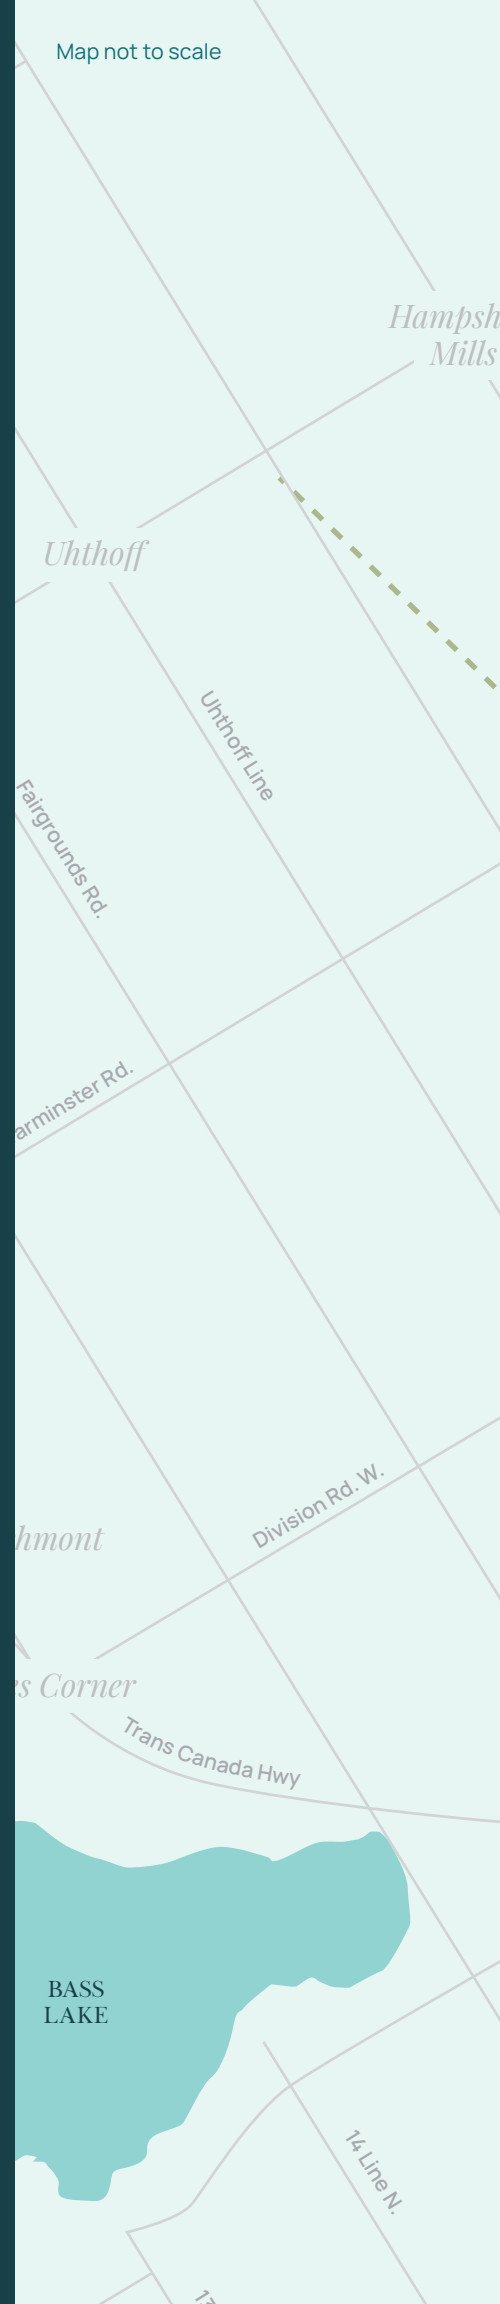 Map not to scale
Hampsh
Mills
Uhthoff
Uhthoff Line
Fairgrounds Rd.
arminster Rd.
Division Rd. W.
hmont
es Corner
Trans Canada Hwy
BASS
LAKE
14 Line N.